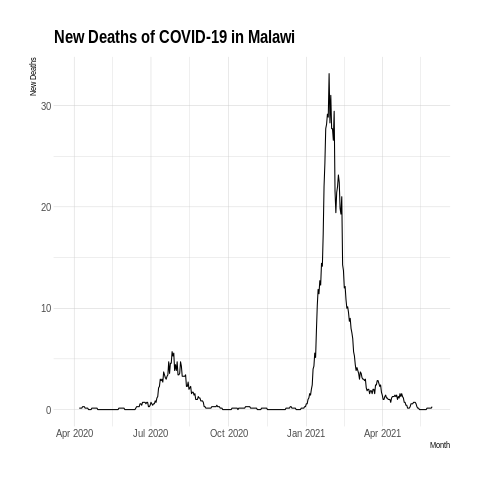 New Deaths of COVID-19 in Malawi
New Deaths
30
20
10
0
Apr 2020 Jul 2020 Oct 2020 Jan 2021 Apr 2021
Month